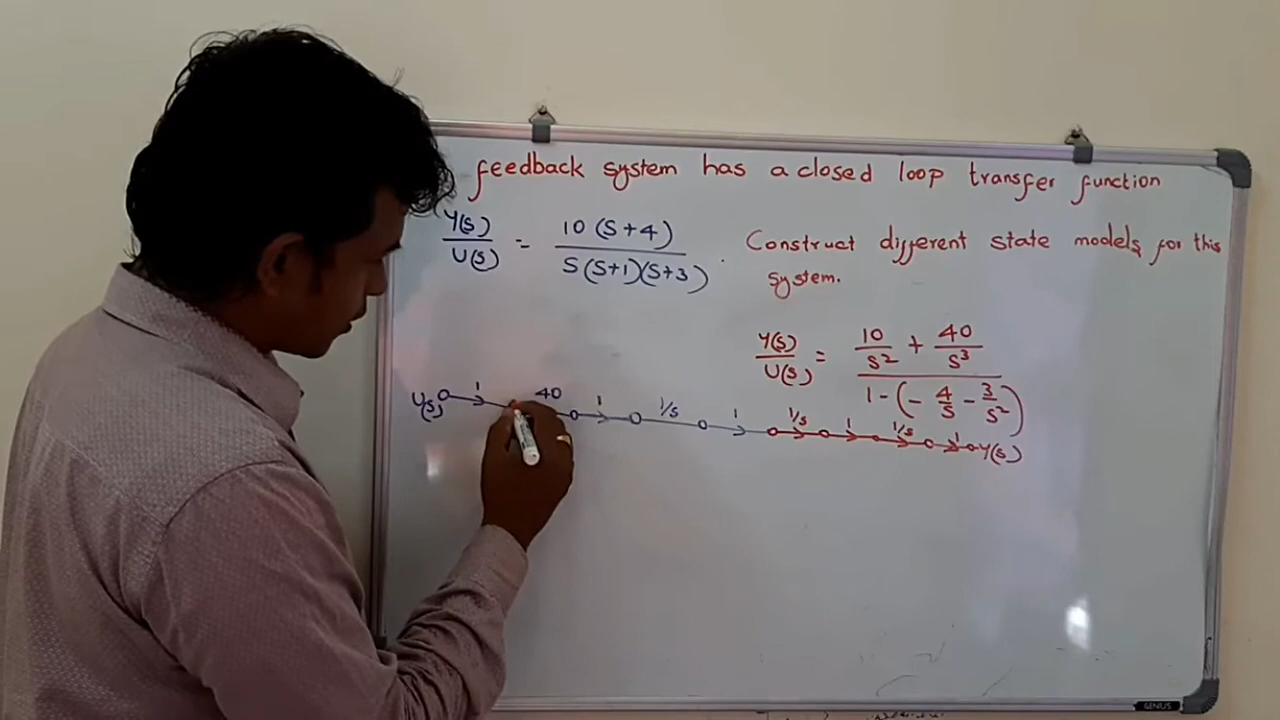 feedback system has a closed loop transfer function
Y(s)/U(s) = 10(s+4)/s(s+1)(s+3) . Construct different state models for this
system.
Y(s)/U(s) = (10/s² + 40/s³)/(1-(-4/s - 3/s²))
U(s) 1 40 1 1/s 1 1/s 1 1/s 1 Y(s)
GENIUS